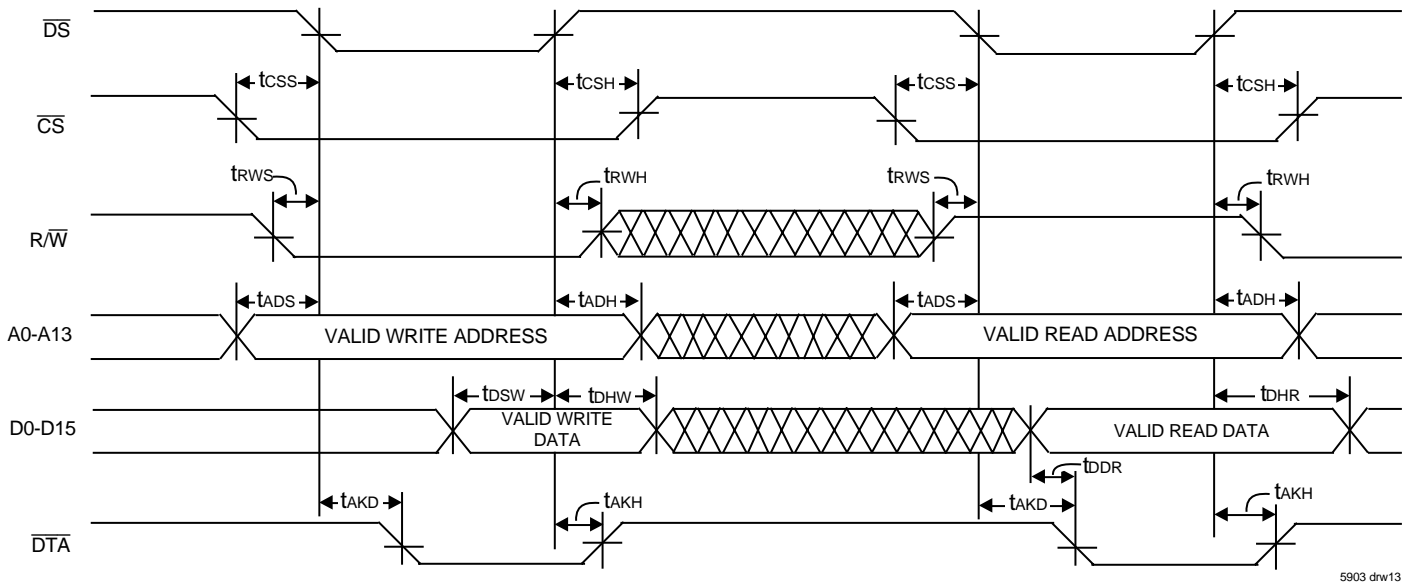 DS
tCSS
tCSH
tCSS
tCSH
CS
tRWS
tRWH
tRWS
tRWH
R/W
tADS
tADH
tADS
tADH
A0-A13
VALID WRITE ADDRESS
VALID READ ADDRESS
tDSW
tDHW
tDHR
D0-D15
VALID WRITE
DATA
VALID READ DATA
tDDR
tAKD
tAKH
tAKD
tAKH
DTA
5903 drw13